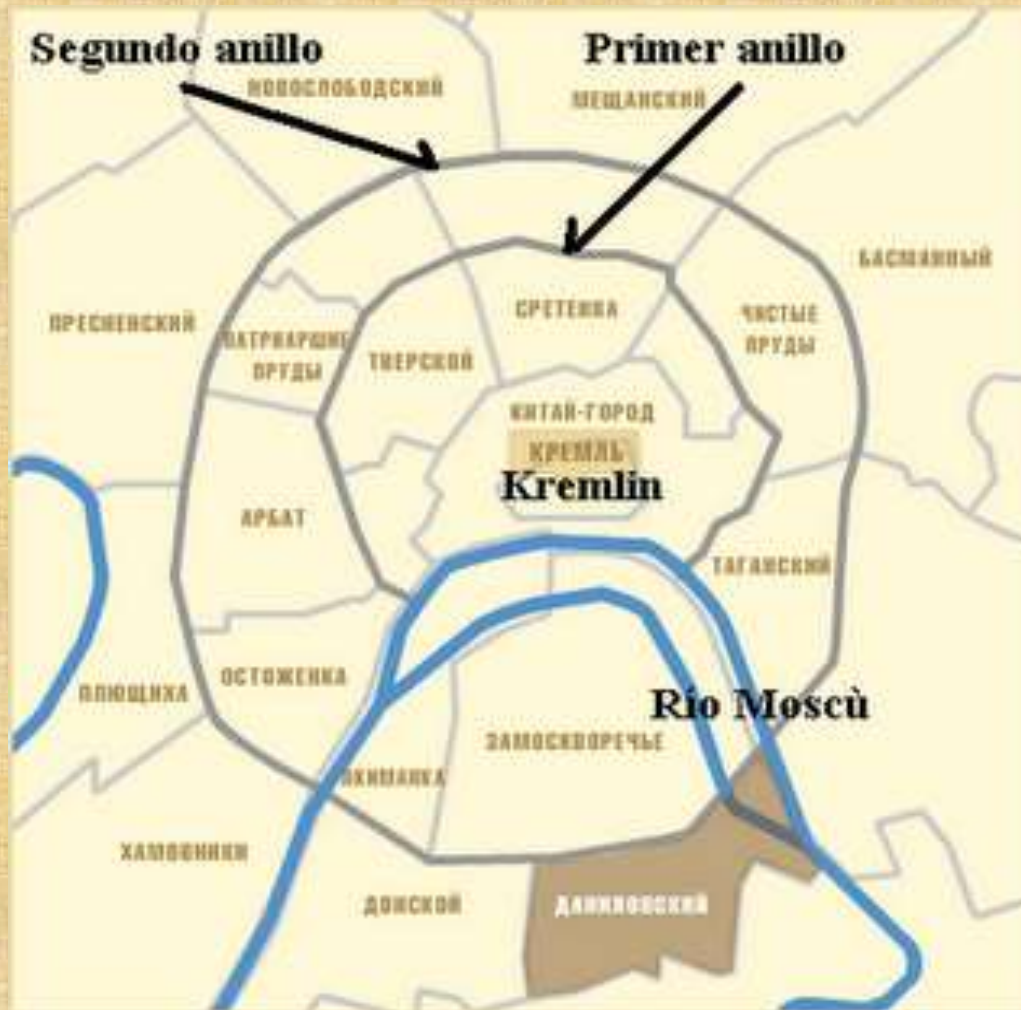 Segundo anillo
Primer anillo
НОВОСЛОБОДСКИЙ
МЕЩАНСКИЙ
БАСМАННЫЙ
ПРЕСНЕНСКИЙ
ПАТРИАРШИЕ
ПРУДЫ
ТВЕРСКОЙ
СРЕТЕНКА
ЧИСТЫЕ
ПРУДЫ
КИТАЙ-ГОРОД
КРЕМЛЬ
Kremlin
АРБАТ
ТАГАНСКИЙ
ПЛЮЩИХА
ОСТОЖЕНКА
Río Moscù
ЗАМОСКВОРЕЧЬЕ
ЯКИМАНКА
ХАМОВНИКИ
ДОНСКОЙ
ДАНИЛОВСКИЙ